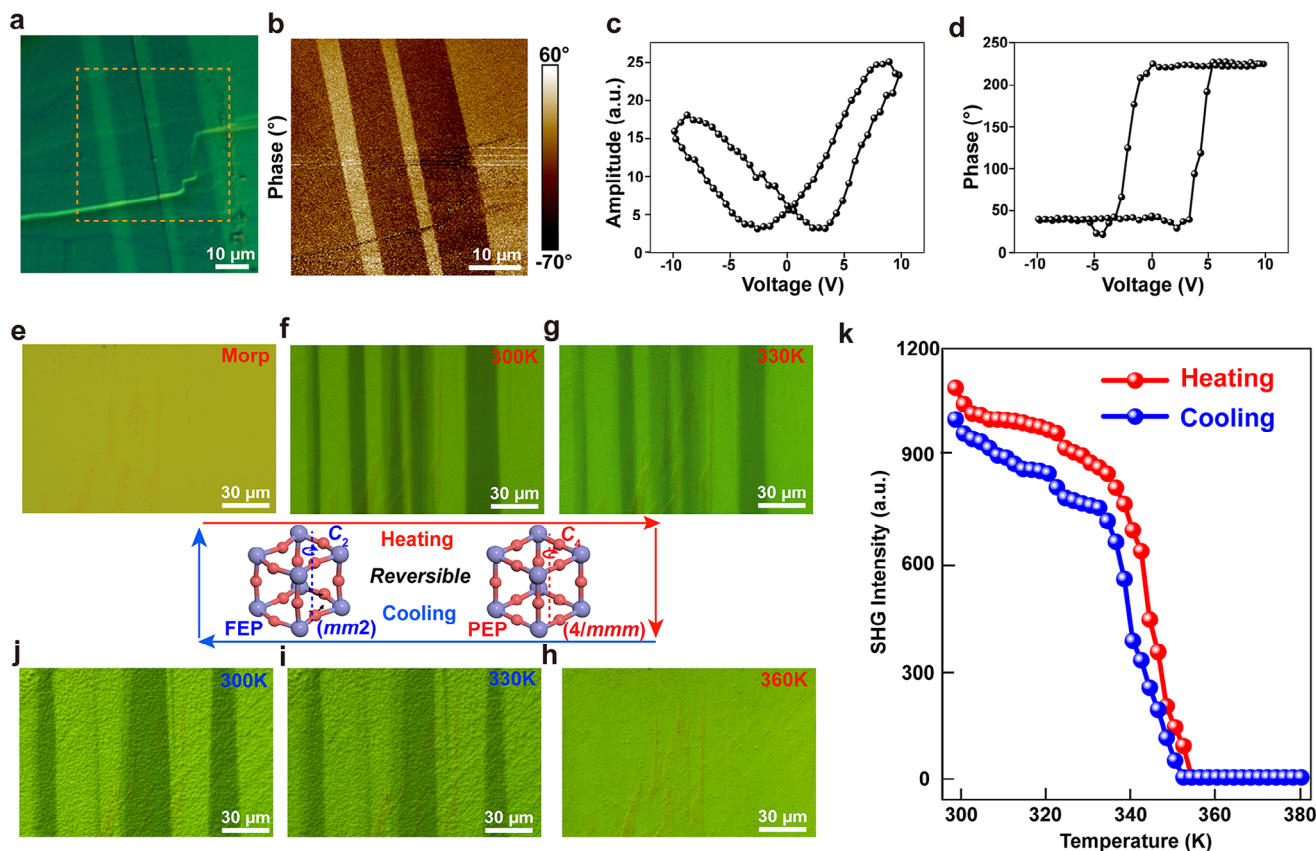 a
10 µm
b
Phase (°)
60°
-70°
10 µm
c
Amplitude (a.u.)
25
20
15
10
5
0
-10 -5 0 5 10
Voltage (V)
d
Phase (°)
250
200
150
100
50
0
-10 -5 0 5 10
Voltage (V)
e
Morp
30 µm
f
300K
30 µm
g
330K
30 µm
C2
Heating
C4
Reversible
Cooling
FEP (mm2)
PEP (4/mmm)
j
300K
30 µm
i
330K
30 µm
h
360K
30 µm
k
SHG Intensity (a.u.)
1200
900
600
300
0
Heating
Cooling
300 320 340 360 380
Temperature (K)